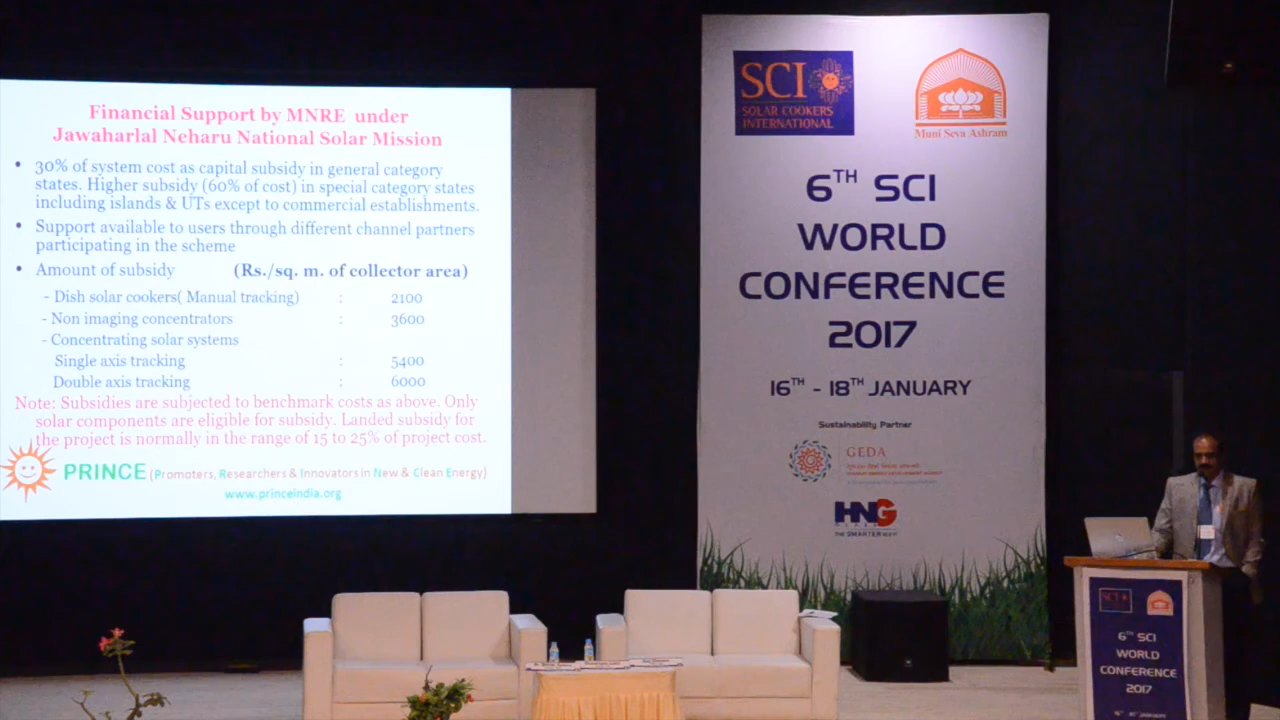 Financial Support by MNRE under
Jawaharlal Neharu National Solar Mission
• 30% of system cost as capital subsidy in general category
states. Higher subsidy (60% of cost) in special category states
including islands & UTs except to commercial establishments.
• Support available to users through different channel partners
participating in the scheme
• Amount of subsidy (Rs./sq. m. of collector area)
- Dish solar cookers( Manual tracking) : 2100
- Non imaging concentrators : 3600
- Concentrating solar systems
Single axis tracking : 5400
Double axis tracking : 6000
Note: Subsidies are subjected to benchmark costs as above. Only
solar components are eligible for subsidy. Landed subsidy for
the project is normally in the range of 15 to 25% of project cost.
PRINCE (Promoters, Researchers & Innovators in New & Clean Energy)
www.princeindia.org
SCI
SOLAR COOKERS
INTERNATIONAL
Muni Seva Ashram
6TH SCI
WORLD
CONFERENCE
2017
16TH - 18TH JANUARY
Sustainability Partner
GEDA
HNG
GLASS
THE SMARTER WAY
SCI
6TH SCI
WORLD
CONFERENCE
2017